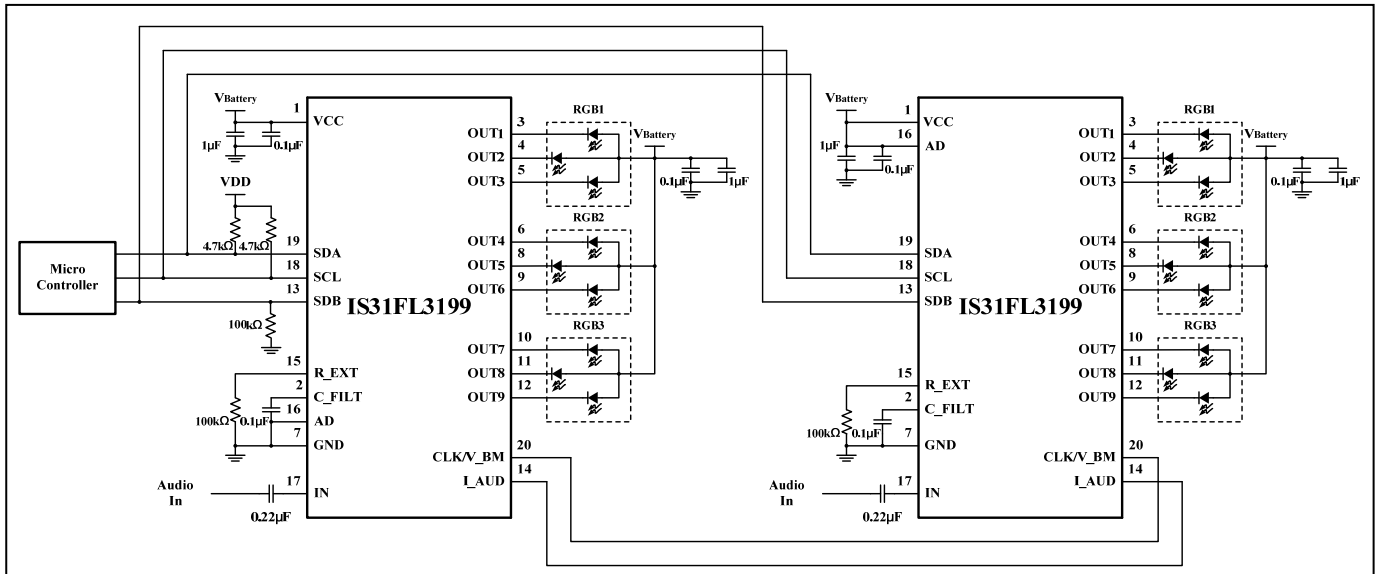 VBattery
1
VCC
1µF
0.1µF
VDD
4.7kΩ
4.7kΩ
Micro
Controller
19
SDA
18
SCL
13
SDB
100kΩ
IS31FL3199
15
R_EXT
2
C_FILT
16
AD
100kΩ
0.1µF
7
GND
Audio
In
17
IN
0.22µF
RGB1
3
OUT1
4
OUT2
5
OUT3
VBattery
0.1µF
1µF
RGB2
6
OUT4
8
OUT5
9
OUT6
RGB3
10
OUT7
11
OUT8
12
OUT9
20
CLK/V_BM
14
I_AUD
VBattery
1
VCC
16
AD
1µF
0.1µF
19
SDA
18
SCL
13
SDB
IS31FL3199
15
R_EXT
2
C_FILT
100kΩ
0.1µF
7
GND
Audio
In
17
IN
0.22µF
RGB1
3
OUT1
4
OUT2
5
OUT3
VBattery
0.1µF
1µF
RGB2
6
OUT4
8
OUT5
9
OUT6
RGB3
10
OUT7
11
OUT8
12
OUT9
20
CLK/V_BM
14
I_AUD